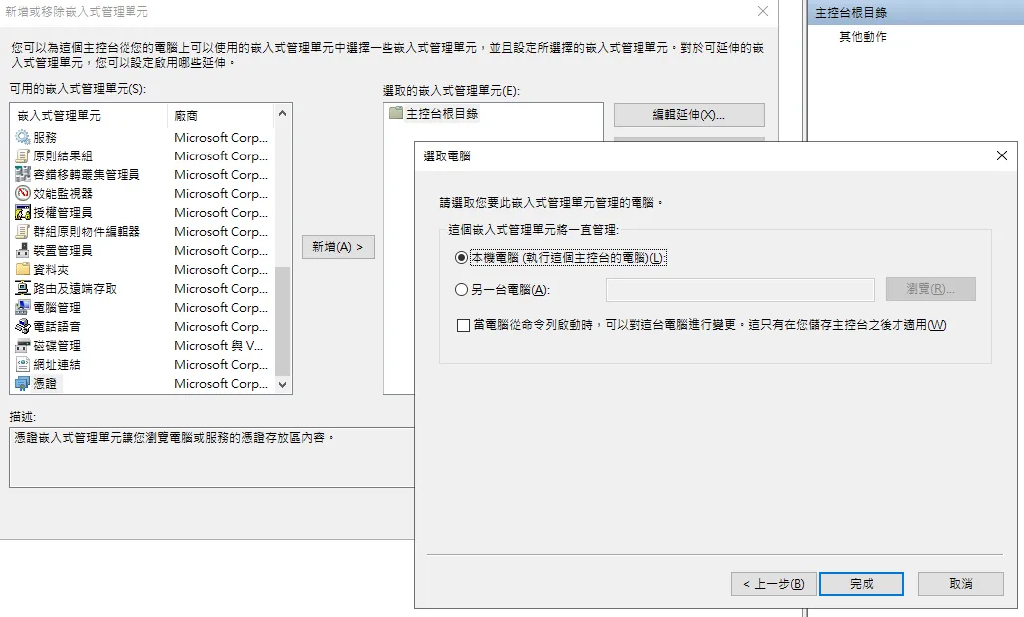 新增或移除嵌入式管理單元
您可以為這個主控台從您的電腦上可以使用的嵌入式管理單元中選擇一些嵌入式管理單元，並且設定所選擇的嵌入式管理單元。對於可延伸的嵌
入式管理單元，您可以設定啟用哪些延伸。
可用的嵌入式管理單元(S):
嵌入式管理單元 廠商
服務 Microsoft Corp...
原則結果組 Microsoft Corp...
容錯移轉叢集管理員 Microsoft Corp...
效能監視器 Microsoft Corp...
授權管理員 Microsoft Corp...
群組原則物件編輯器 Microsoft Corp...
裝置管理員 Microsoft Corp...
資料夾 Microsoft Corp...
路由及遠端存取 Microsoft Corp...
電腦管理 Microsoft Corp...
電話語音 Microsoft Corp...
磁碟管理 Microsoft 與 V...
網址連結 Microsoft Corp...
憑證 Microsoft Corp...
新增(A) >
選取的嵌入式管理單元(E):
主控台根目錄
編輯延伸(X)...
描述:
憑證嵌入式管理單元讓您瀏覽電腦或服務的憑證存放區內容。
主控台根目錄
其他動作
選取電腦
請選取您要此嵌入式管理單元管理的電腦。
這個嵌入式管理單元將一直管理:
本機電腦 (執行這個主控台的電腦)(L):
另一台電腦(A):
瀏覽(R)...
當電腦從命令列啟動時，可以對這台電腦進行變更。這只有在您儲存主控台之後才適用(W)
< 上一步(B)
完成
取消